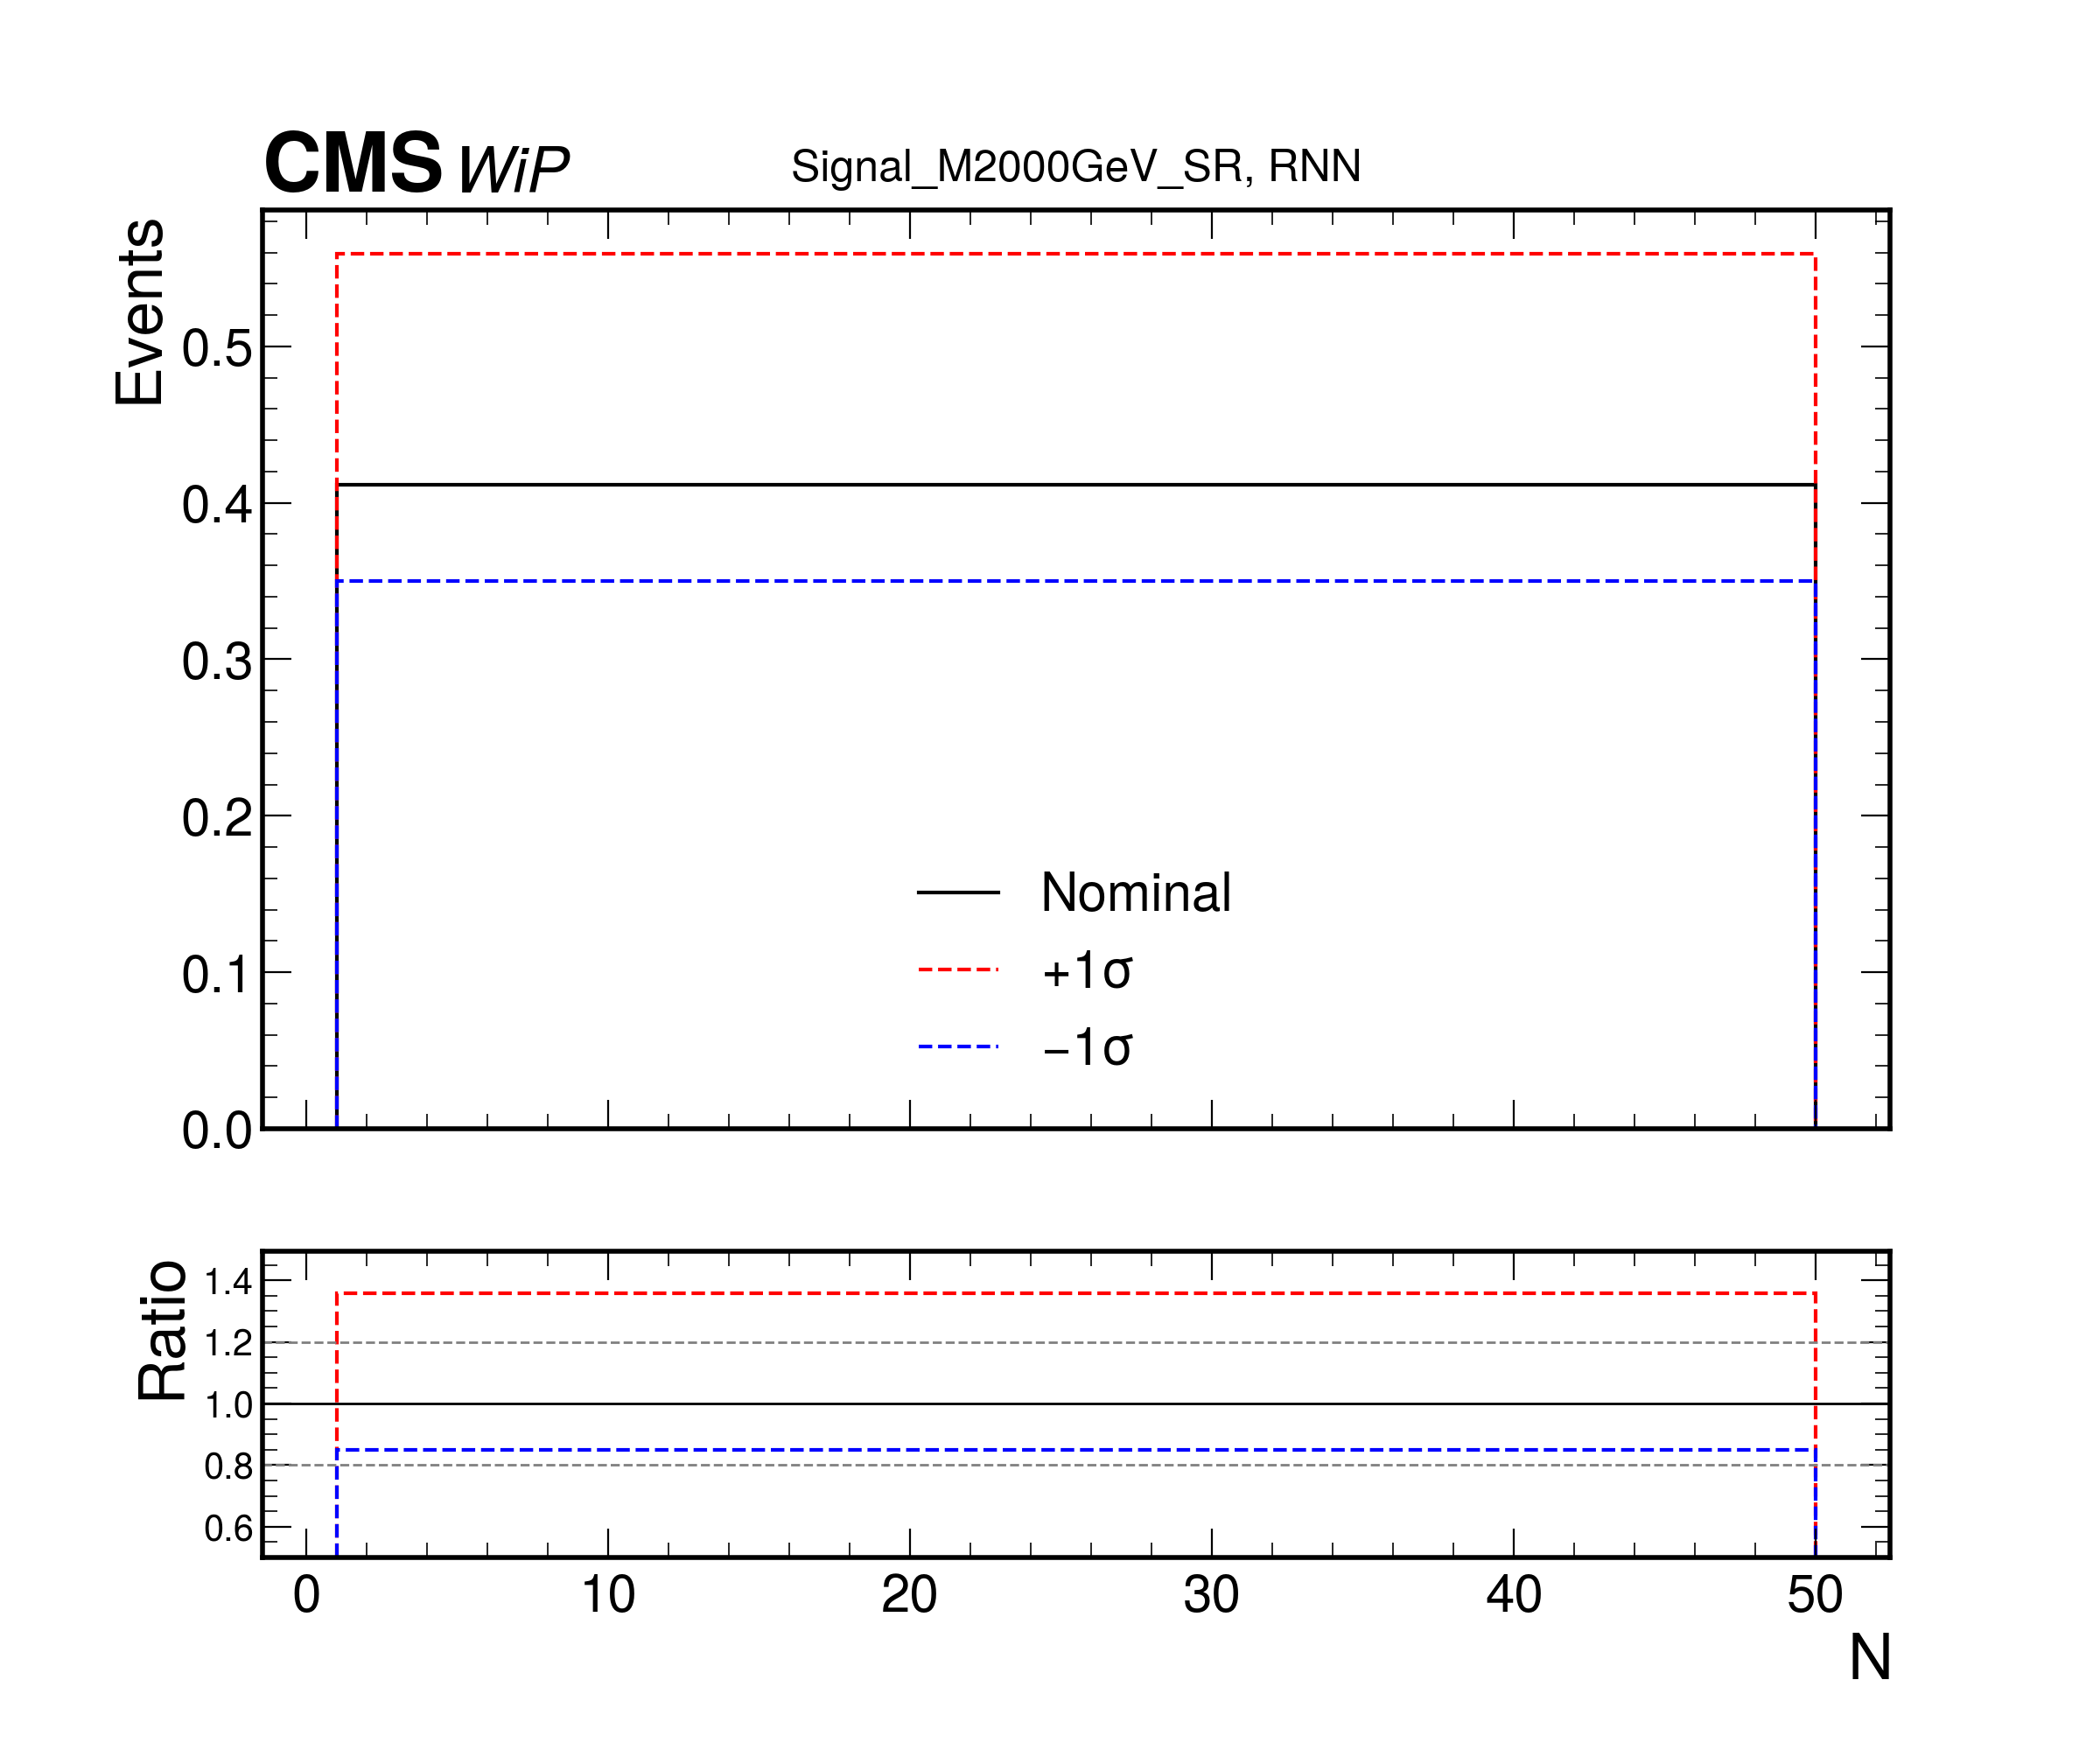 CMS WiP
Signal_M2000GeV_SR, RNN
Events
0.5
0.4
0.3
0.2
0.1
0.0
Nominal
+1σ
−1σ
Ratio
1.4
1.2
1.0
0.8
0.6
0 10 20 30 40 50
N